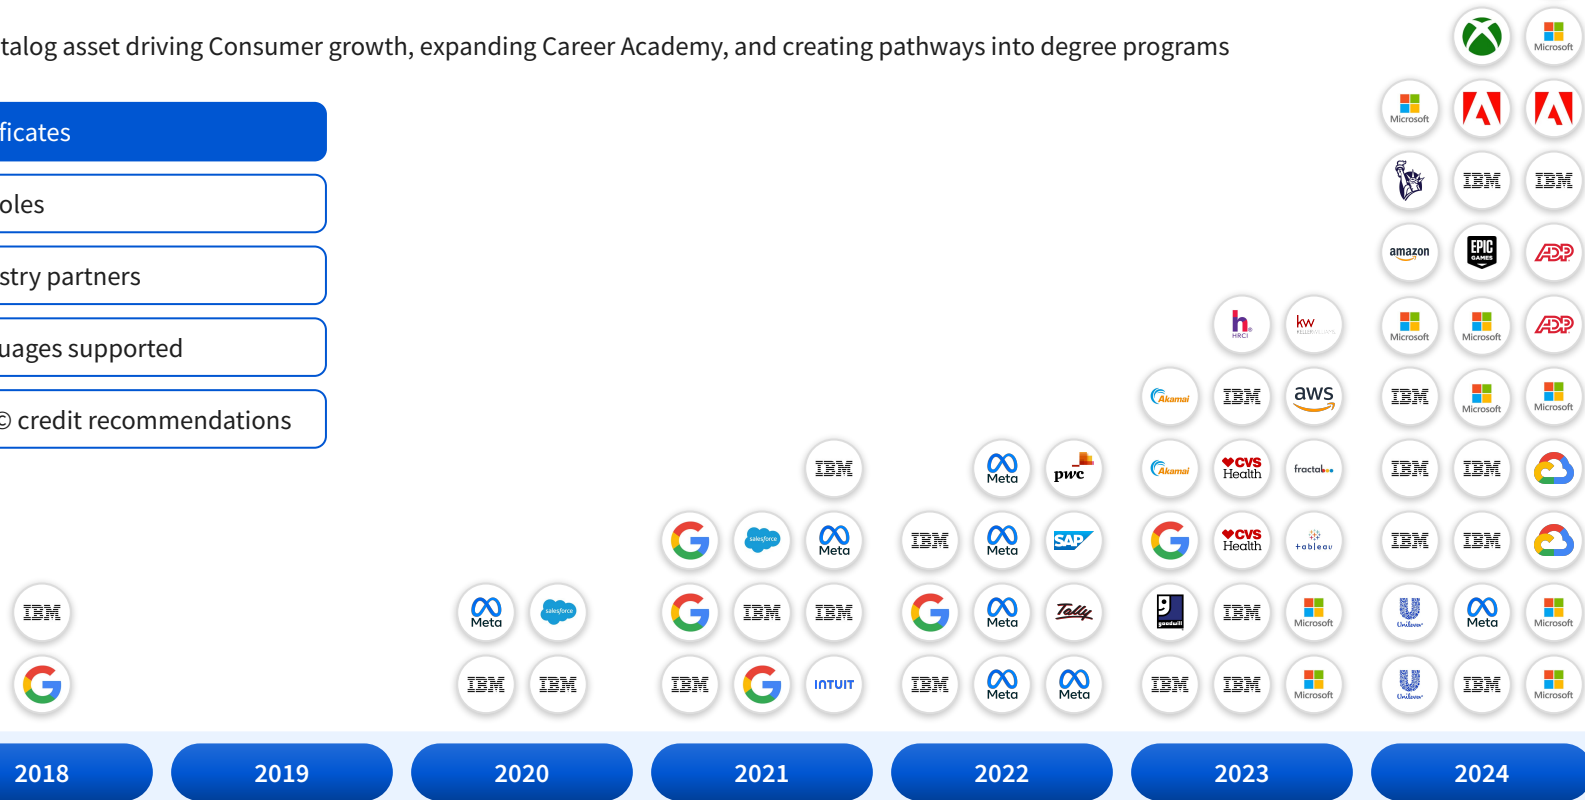 talog asset driving Consumer growth, expanding Career Academy, and creating pathways into degree programs
Microsoft
ficates
Microsoft
oles
IBM IBM
amazon EPIC GAMES ADP
stry partners
h HRCI kw Microsoft Microsoft ADP
uages supported
Akamai IBM aws IBM Microsoft Microsoft
© credit recommendations
IBM Meta pwc Akamai CVS Health fractal IBM IBM
G salesforce Meta IBM Meta SAP G CVS Health tableau IBM IBM
IBM Meta salesforce G IBM IBM G Meta Tally goodwill IBM Microsoft Unilever Meta Microsoft
G IBM IBM IBM G INTUIT IBM Meta Meta IBM IBM Microsoft Unilever IBM Microsoft
2018 2019 2020 2021 2022 2023 2024